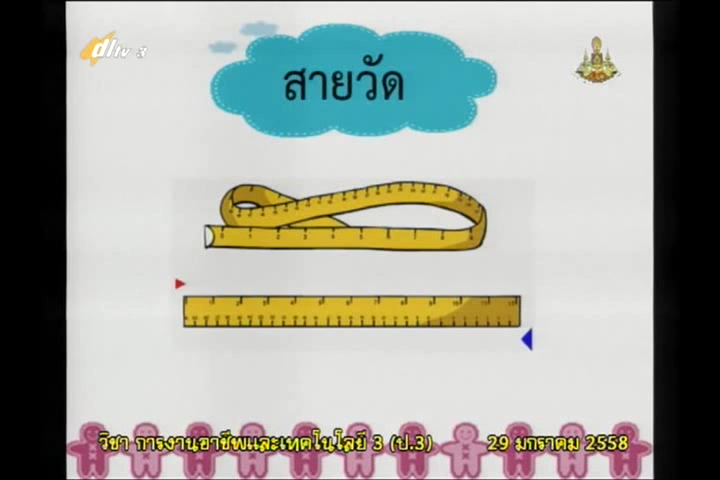 dltv 3
สายวัด
วิชา การงานอาชีพและเทคโนโลยี 3 (ป.3)
29 มกราคม 2558